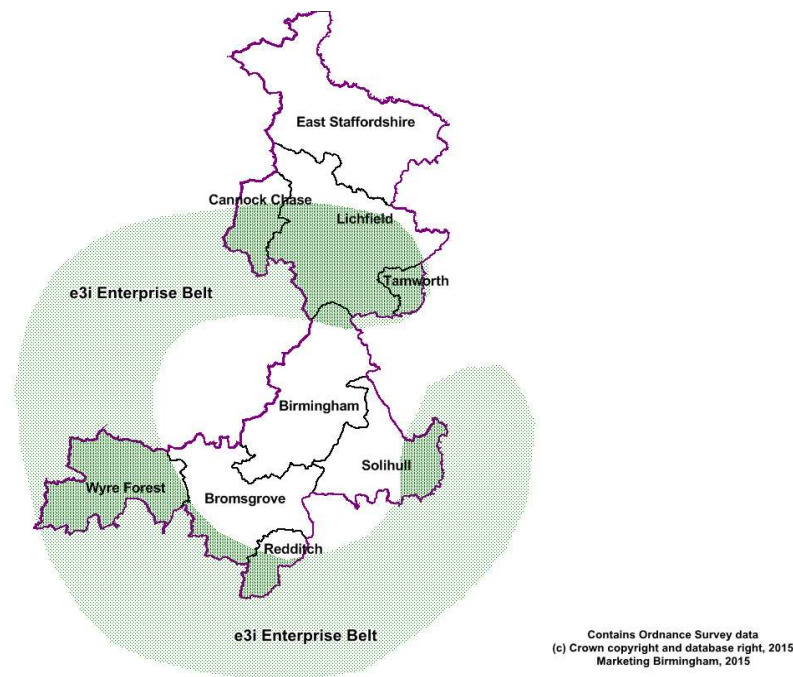 East Staffordshire
Cannock Chase
Lichfield
Tamworth
e3i Enterprise Belt
Birmingham
Solihull
Wyre Forest
Bromsgrove
Redditch
e3i Enterprise Belt
Contains Ordnance Survey data
(c) Crown copyright and database right, 2015
Marketing Birmingham, 2015